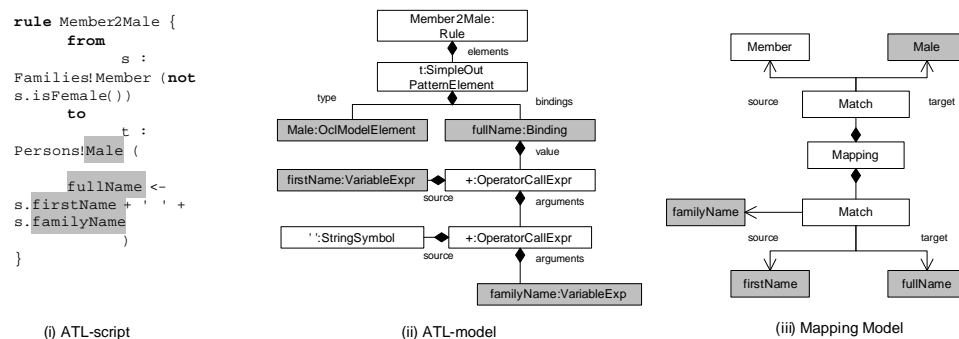 rule Member2Male {
from
s :
Families!Member (not
s.isFemale())
to
t :
Persons!Male (
fullName <-
s.firstName + ' ' +
s.familyName
)
}
(i) ATL-script
Member2Male:
Rule
elements
t:SimpleOut
PatternElement
type
bindings
Male:OclModelElement
fullName:Binding
value
firstName:VariableExpr
+:OperatorCallExpr
source
arguments
' ':StringSymbol
+:OperatorCallExpr
source
arguments
familyName:VariableExp
(ii) ATL-model
Member
Male
source
target
Match
Mapping
familyName
Match
source
target
firstName
fullName
(iii) Mapping Model